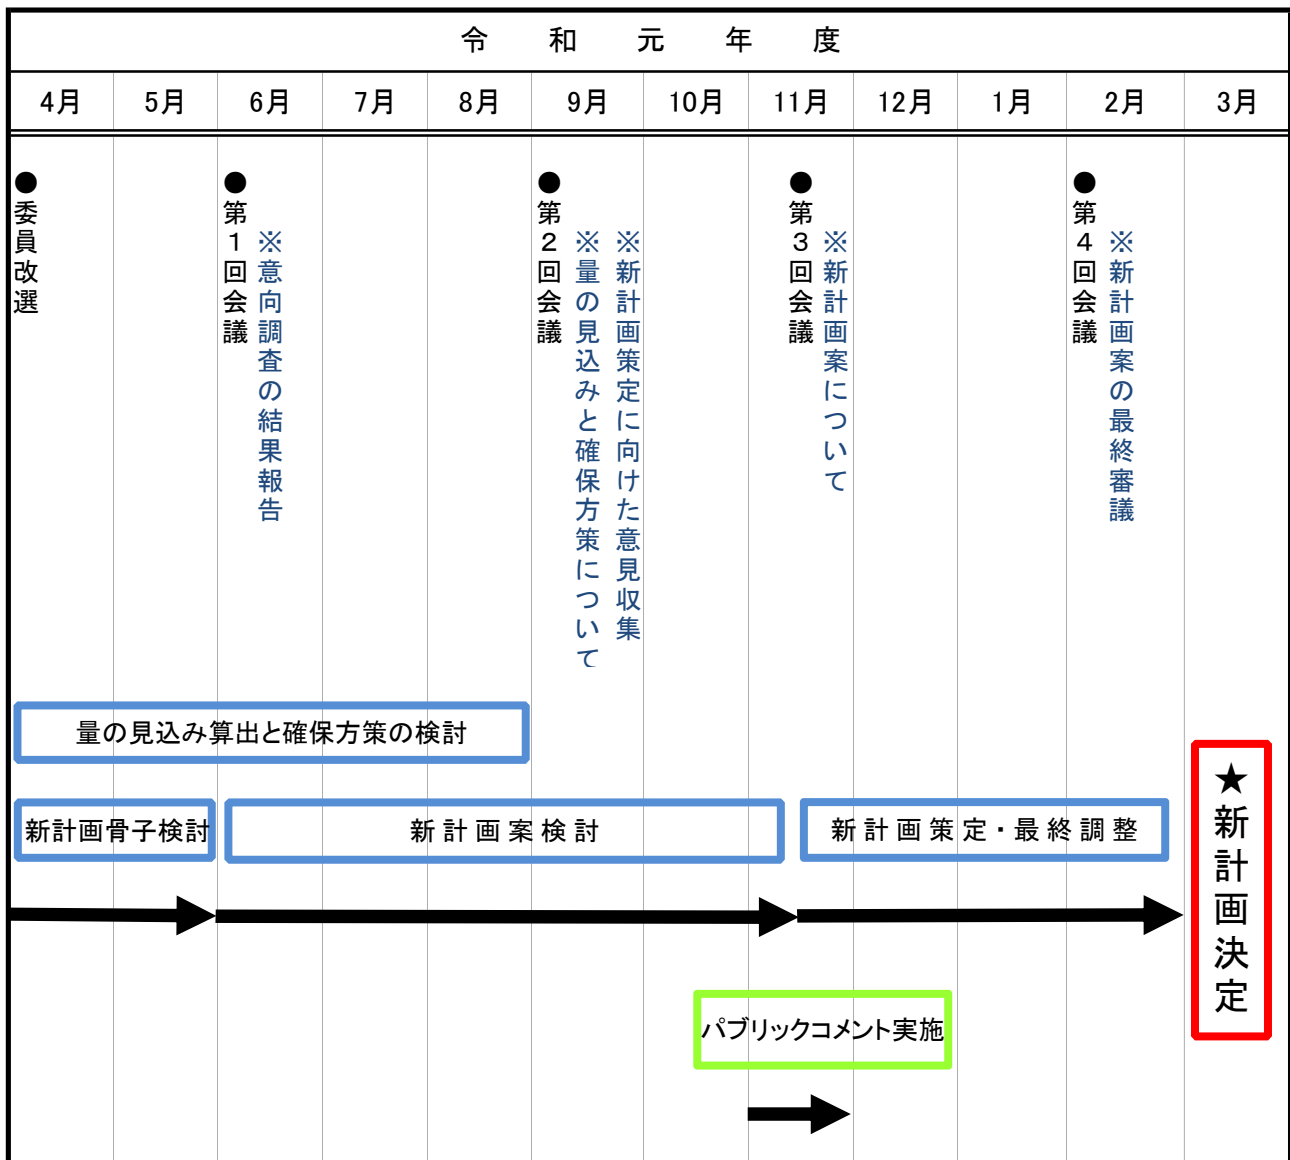 令和元年度
4月 5月 6月 7月 8月 9月 10月 11月 12月 1月 2月 3月
●委員改選
●第1回会議
※意向調査の結果報告
●第2回会議
※量の見込みと確保方策について
※新計画策定に向けた意見収集
●第3回会議
※新計画案について
●第4回会議
※新計画案の最終審議
量の見込み算出と確保方策の検討
新計画骨子検討
新計画案検討
新計画策定・最終調整
★新計画決定
パブリックコメント実施